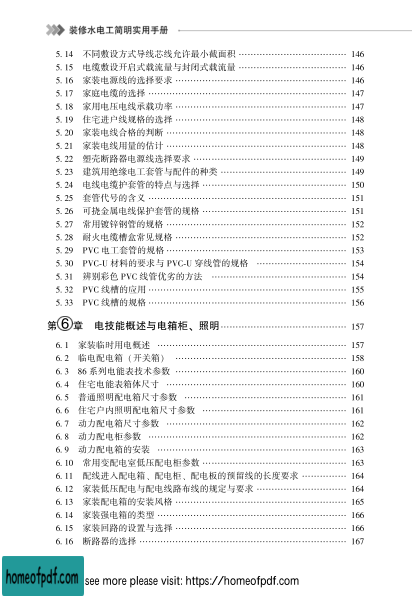 装修水电工简明实用手册
5. 14 不同敷设方式导线芯线允许最小截面积 ………………………… 146
5. 15 电缆敷设开启式载流量与封闭式载流量 ………………………… 146
5. 16 家装电源线的选择要求 ………………………… 146
5. 17 家庭电缆的选择 ………………………… 147
5. 18 家用电压电线承载功率 ………………………… 147
5. 19 住宅进户线规格的选择 ………………………… 148
5. 20 家装电线合格的判断 ………………………… 148
5. 21 家装电线用量的估计 ………………………… 148
5. 22 塑壳断路器电源线选择要求 ………………………… 149
5. 23 建筑用绝缘电工套管与配件的种类 ………………………… 149
5. 24 电线电缆护套管的特点与选择 ………………………… 150
5. 25 套管代号的含义 ………………………… 151
5. 26 可挠金属电线保护套管的规格 ………………………… 151
5. 27 常用镀锌钢管的规格 ………………………… 152
5. 28 耐火电缆槽盒常见规格 ………………………… 152
5. 29 PVC 电工套管的规格 ………………………… 153
5. 30 PVC-U 材料的要求与 PVC-U 穿线管的规格 ………………………… 154
5. 31 辨别彩色 PVC 线管优劣的方法 ………………………… 154
5. 32 PVC 线槽的应用 ………………………… 155
5. 33 PVC 线槽的规格 ………………………… 156
第⑥章 电技能概述与电箱柜、照明 ………………………… 157
6. 1 家装临时用电概述 ………………………… 157
6. 2 临电配电箱（开关箱） ………………………… 158
6. 3 86 系列电能表技术参数 ………………………… 160
6. 4 住宅电能表箱体尺寸 ………………………… 160
6. 5 普通照明配电箱尺寸参数 ………………………… 161
6. 6 住宅户内照明配电箱尺寸参数 ………………………… 161
6. 7 动力配电箱尺寸参数 ………………………… 162
6. 8 动力配电柜参数 ………………………… 162
6. 9 动力配电箱的安装 ………………………… 163
6. 10 常用变配电室低压配电柜参数 ………………………… 163
6. 11 配线进入配电箱、配电柜、配电板的预留线的长度要求 ………… 164
6. 12 家装低压配电与配电线路布线的规定与要求 ………………………… 164
6. 13 家装配电箱的安装风格 ………………………… 165
6. 14 家装强电箱的类型 ………………………… 166
6. 15 家装回路的设置与选择 ………………………… 166
6. 16 断路器的选择 ………………………… 167
homeofpdf.com see more please visit: https://homeofpdf.com